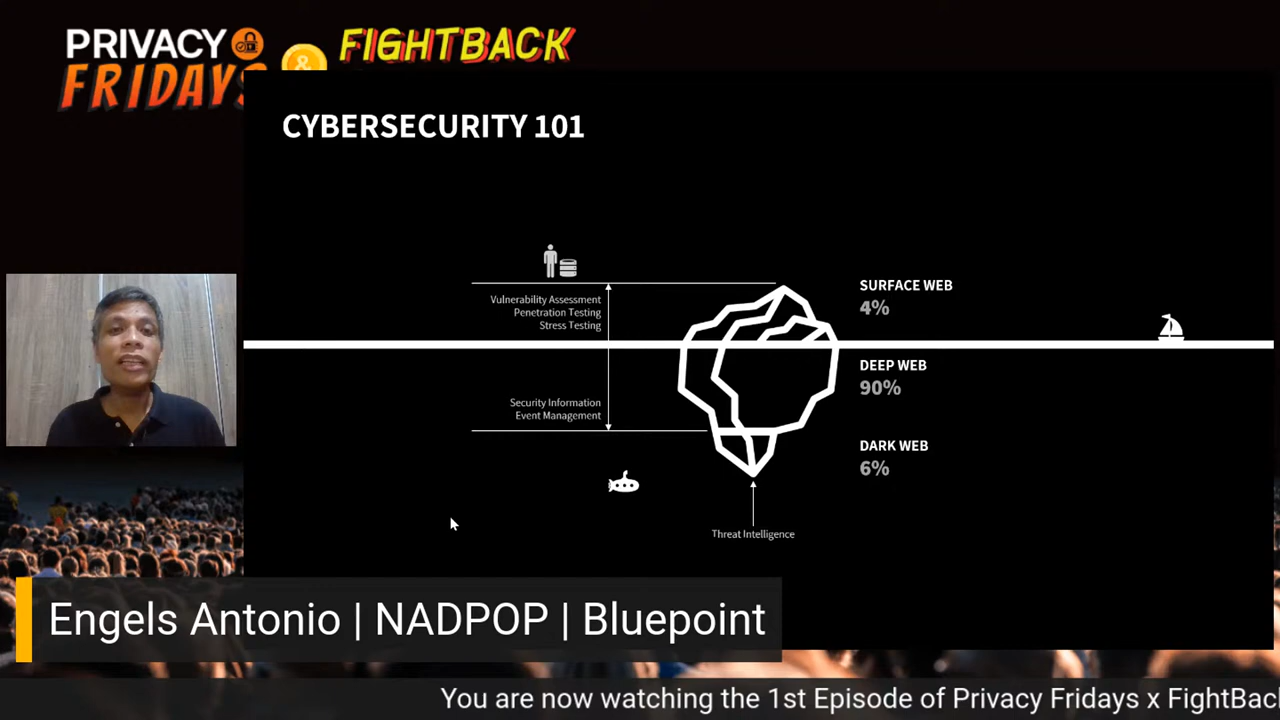 PRIVACY
FRIDAYS
&
FIGHTBACK
CYBERSECURITY 101
Vulnerability Assessment
Penetration Testing
Stress Testing
SURFACE WEB
4%
DEEP WEB
90%
Security Information
Event Management
DARK WEB
6%
Threat Intelligence
Engels Antonio | NADPOP | Bluepoint
You are now watching the 1st Episode of Privacy Fridays x FightBac